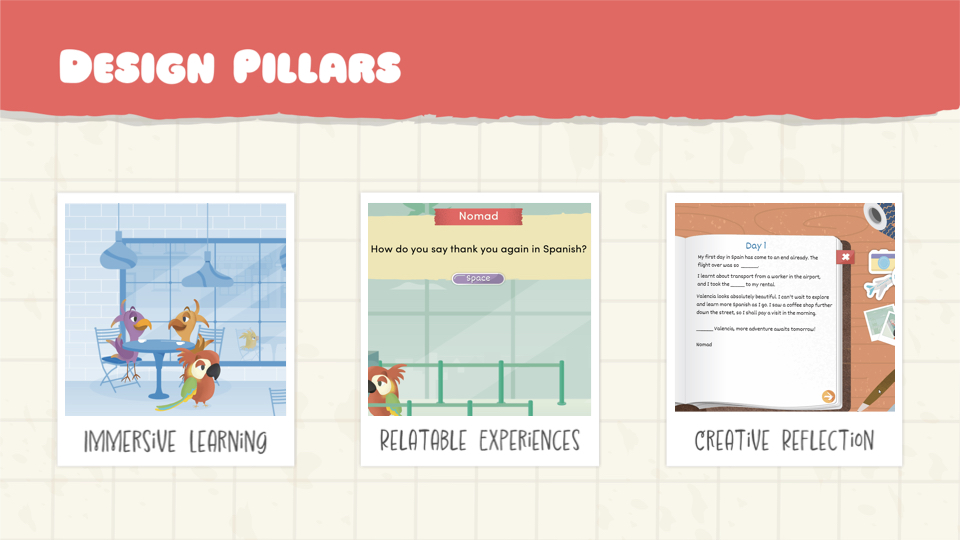 Design Pillars
Nomad
How do you say thank you again in Spanish?
Space
Day 1
My first day in Spain has come to an end already. The
flight over was so ______.
I learnt about transport from a worker in the airport,
and I took the _____ to my rental.
Valencia looks absolutely beautiful. I can't wait to explore
and learn more Spanish as I go. I saw a coffee shop further
down the street, so I shall pay a visit in the morning.
______ Valencia, more adventure awaits tomorrow!
Nomad
Immersive Learning
Relatable Experiences
Creative Reflection